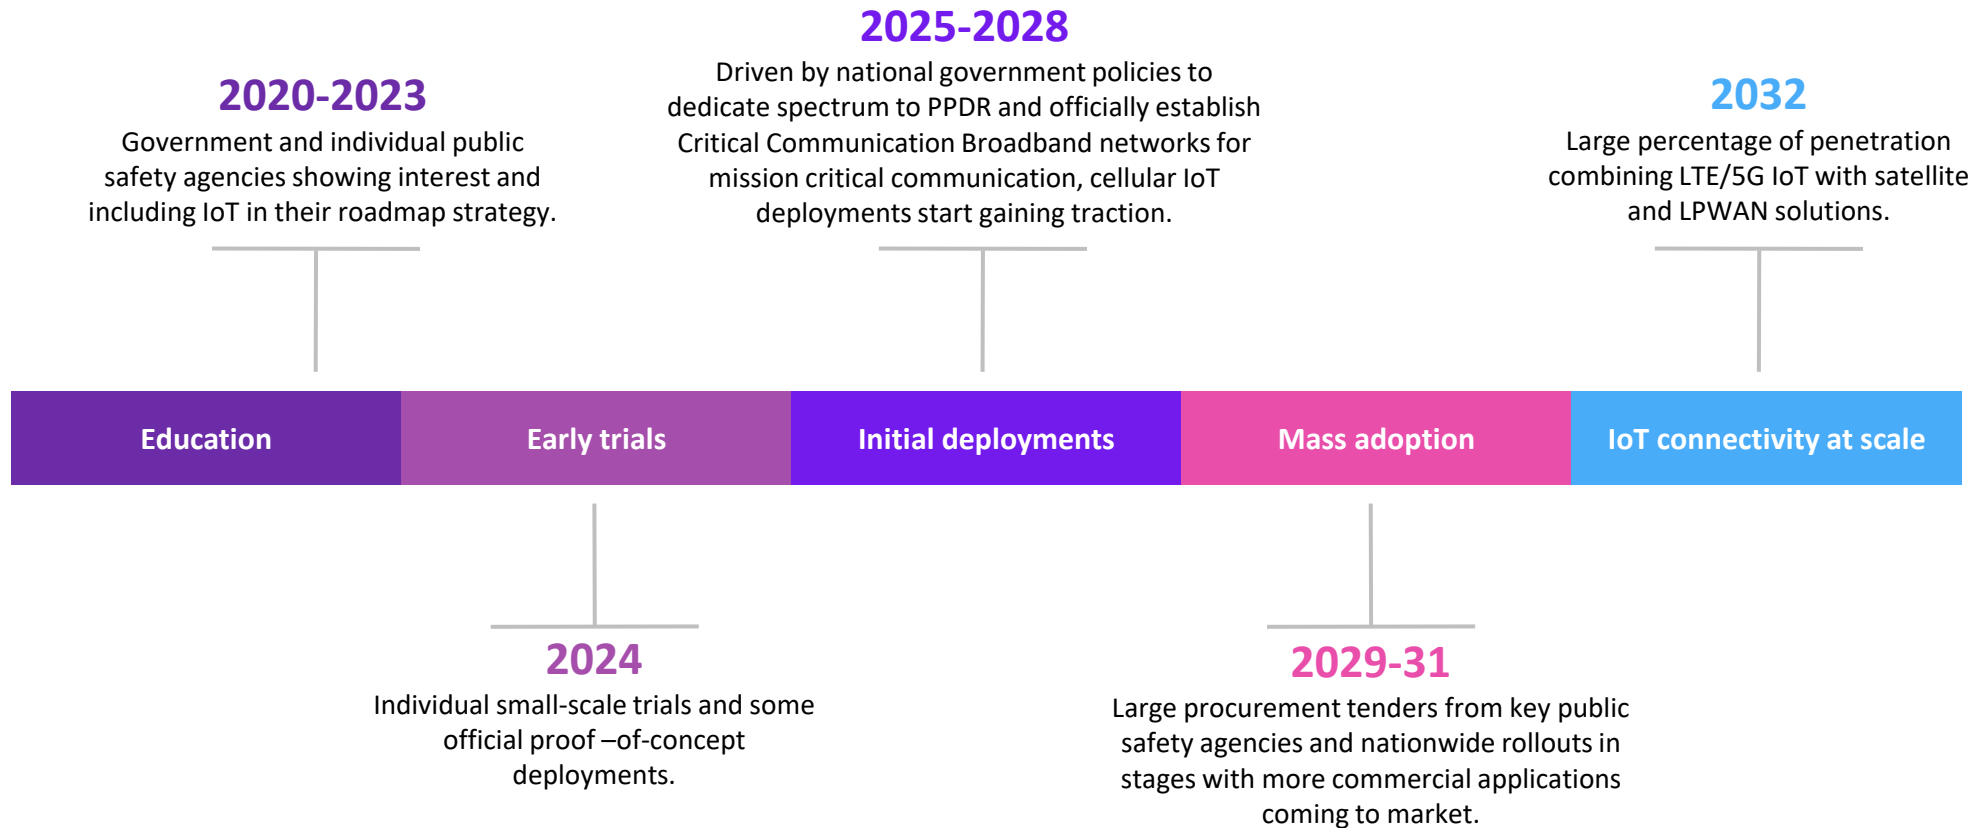 2025-2028
Driven by national government policies to
dedicate spectrum to PPDR and officially establish
Critical Communication Broadband networks for
mission critical communication, cellular IoT
deployments start gaining traction.
2020-2023
Government and individual public
safety agencies showing interest and
including IoT in their roadmap strategy.
2032
Large percentage of penetration
combining LTE/5G IoT with satellite
and LPWAN solutions.
Education
Early trials
Initial deployments
Mass adoption
IoT connectivity at scale
2024
Individual small-scale trials and some
official proof –of-concept
deployments.
2029-31
Large procurement tenders from key public
safety agencies and nationwide rollouts in
stages with more commercial applications
coming to market.